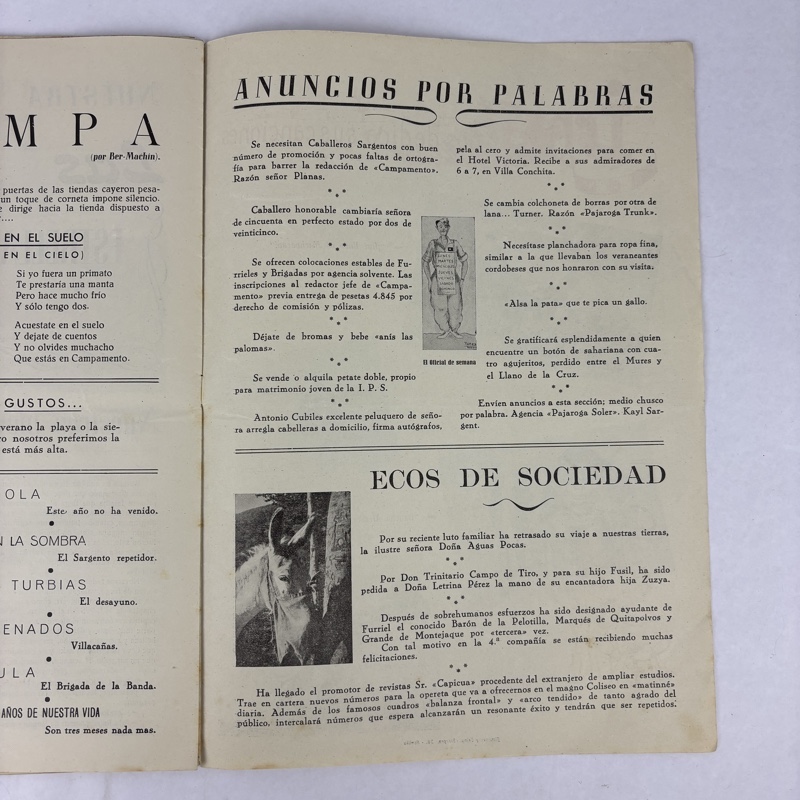 MPA
(por Ber-Machín).
puertas de las tiendas cayeron pesa-
un toque de corneta impone silencio.
dirige hacia la tienda dispuesto a
EN EL SUELO
EN EL CIELO)
Si yo fuera un primato
Te prestaría una manta
Pero hace mucho frío
Y sólo tengo dos.
Acuestate en el suelo
Y dejate de cuentos
Y no olvides muchacho
Que estás en Campamento.
GUSTOS...
verano la playa o la sie-
nosotros preferimos la
está más alta.
OLA
Este año no ha venido.
LA SOMBRA
El Sargento repetidor.
TURBIAS
El desayuno.
ENADOS
Villacañas.
ULA
El Brigada de la Banda.
AÑOS DE NUESTRA VIDA
Son tres meses nada mas.
ANUNCIOS POR PALABRAS
Se necesitan Caballeros Sargentos con buen
número de promoción y pocas faltas de ortogra-
fía para barrer la redacción de «Campamento».
Razón señor Planas.
Caballero honorable cambiaría señora
de cincuenta en perfecto estado por dos de
veinticinco.
Se ofrecen colocaciones estables de Fu-
rrieles y Brigadas por agencia solvente. Las
inscripciones al redactor jefe de «Campa-
mento» previa entrega de pesetas 4.845 por
derecho de comisión y pólizas.
Déjate de bromas y bebe «anís las
palomas».
Se vende o alquila petate doble, propio
para matrimonio joven de la I. P. S.
Antonio Cubiles excelente peluquero de seño-
ra arregla cabelleras a domicilio, firma autógrafos,
El Oficial de semana
pela al cero y admite invitaciones para comer en
el Hotel Victoria. Recibe a sus admiradores de
6 a 7, en Villa Conchita.
Se cambia colchoneta de borras por otra de
lana... Turner. Razón «Pajaroga Trunk».
Necesítase planchadora para ropa fina,
similar a la que llevaban los veraneantes
cordobeses que nos honraron con su visita.
«Alsa la pata» que te pica un gallo.
Se gratificará esplendidamente a quien
encuentre un botón de sahariana con cua-
tro agujeritos, perdido entre el Mures y
el Llano de la Cruz.
Envíen anuncios a esta sección; medio chusco
por palabra. Agencia «Pajaroga Soler». Kayl Sar-
gent.
ECOS DE SOCIEDAD
Por su reciente luto familiar ha retrasado su viaje a nuestras tierras,
la ilustre señora Doña Aguas Pocas.
Por Don Trinitario Campo de Tiro, y para su hijo Fusil, ha sido
pedida a Doña Letrina Pérez la mano de su encantadora hija Zuzya.
Después de sobrehumanos esfuerzos ha sido designado ayudante de
Furriel el conocido Barón de la Pelotilla, Marqués de Quitapolvos y
Grande de Montejaque por «tercera» vez.
Con tal motivo en la 4.ª compañía se están recibiendo muchas
felicitaciones.
Ha llegado el promotor de revistas Sr. «Capicua» procedente del extranjero de ampliar estudios.
Trae en cartera nuevos números para la opereta que va a ofrecernos en el magno Coliseo en «matinné»
diaria. Además de los famosos cuadros «balanza frontal» y «arco tendido» de tanto agrado del
público, intercalará números que espera alcanzarán un resonante éxito y tendrán que ser repetidos.